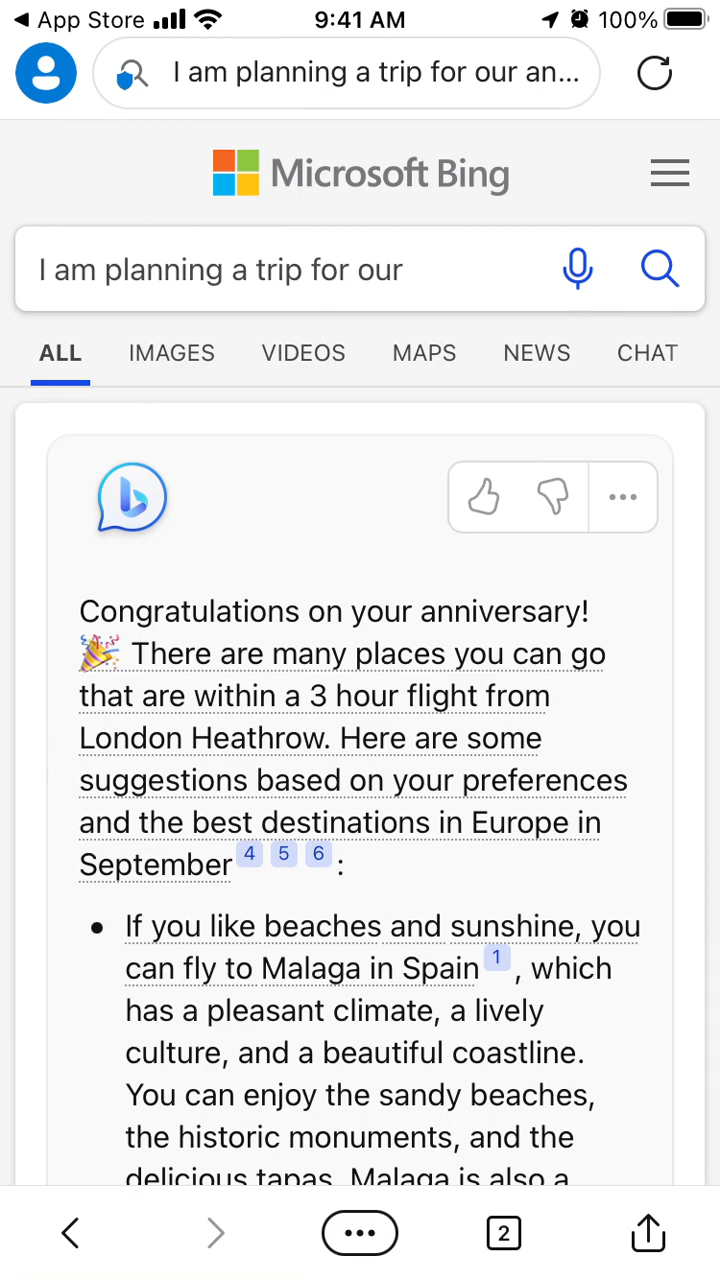 App Store 9:41 AM 100%
I am planning a trip for our an...
Microsoft Bing
I am planning a trip for our
ALL IMAGES VIDEOS MAPS NEWS CHAT
Congratulations on your anniversary!
🎉 There are many places you can go
that are within a 3 hour flight from
London Heathrow. Here are some
suggestions based on your preferences
and the best destinations in Europe in
September 4 5 6 :
• If you like beaches and sunshine, you
can fly to Malaga in Spain 1 , which
has a pleasant climate, a lively
culture, and a beautiful coastline.
You can enjoy the sandy beaches,
the historic monuments, and the
delicious tapas. Malaga is also a
2